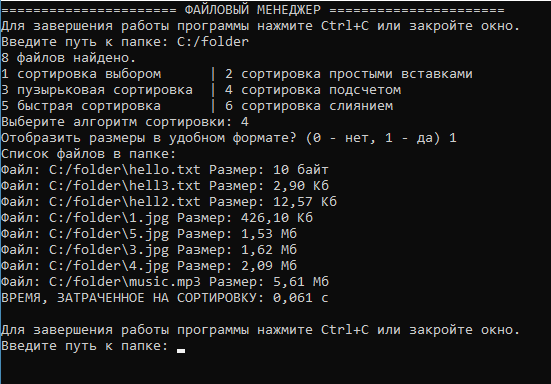 ===================== ФАЙЛОВЫЙ МЕНЕДЖЕР =====================
Для завершения работы программы нажмите Ctrl+C или закройте окно.
Введите путь к папке: C:/folder
8 файлов найдено.
1 сортировка выбором      | 2 сортировка простыми вставками
3 пузырьковая сортировка  | 4 сортировка подсчетом
5 быстрая сортировка      | 6 сортировка слиянием
Выберите алгоритм сортировки: 4
Отобразить размеры в удобном формате? (0 - нет, 1 - да) 1
Список файлов в папке:
Файл: C:/folder\hello.txt Размер: 10 байт
Файл: C:/folder\hell3.txt Размер: 2,90 Кб
Файл: C:/folder\hell2.txt Размер: 12,57 Кб
Файл: C:/folder\1.jpg Размер: 426,10 Кб
Файл: C:/folder\5.jpg Размер: 1,53 Мб
Файл: C:/folder\3.jpg Размер: 1,62 Мб
Файл: C:/folder\4.jpg Размер: 2,09 Мб
Файл: C:/folder\music.mp3 Размер: 5,61 Мб
ВРЕМЯ, ЗАТРАЧЕННОЕ НА СОРТИРОВКУ: 0,061 с
Для завершения работы программы нажмите Ctrl+C или закройте окно.
Введите путь к папке: